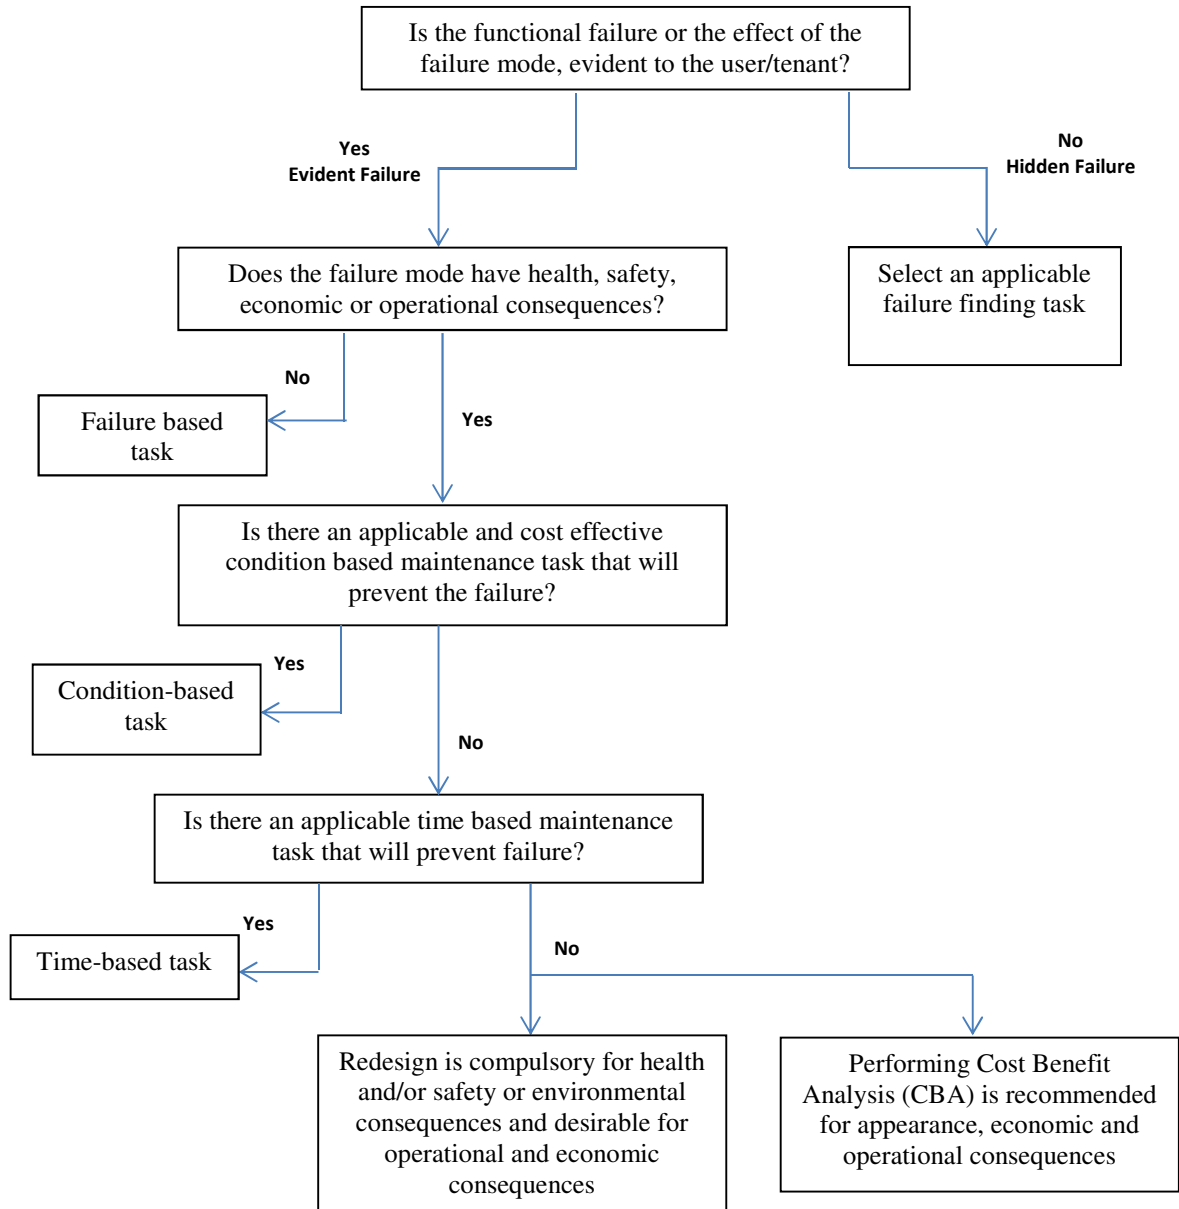 Is the functional failure or the effect of the
failure mode, evident to the user/tenant?
Yes
Evident Failure
No
Hidden Failure
Does the failure mode have health, safety,
economic or operational consequences?
Select an applicable
failure finding task
No
Failure based
task
Yes
Is there an applicable and cost effective
condition based maintenance task that will
prevent the failure?
Yes
Condition-based
task
No
Is there an applicable time based maintenance
task that will prevent failure?
Yes
Time-based task
No
Redesign is compulsory for health
and/or safety or environmental
consequences and desirable for
operational and economic
consequences
Performing Cost Benefit
Analysis (CBA) is recommended
for appearance, economic and
operational consequences